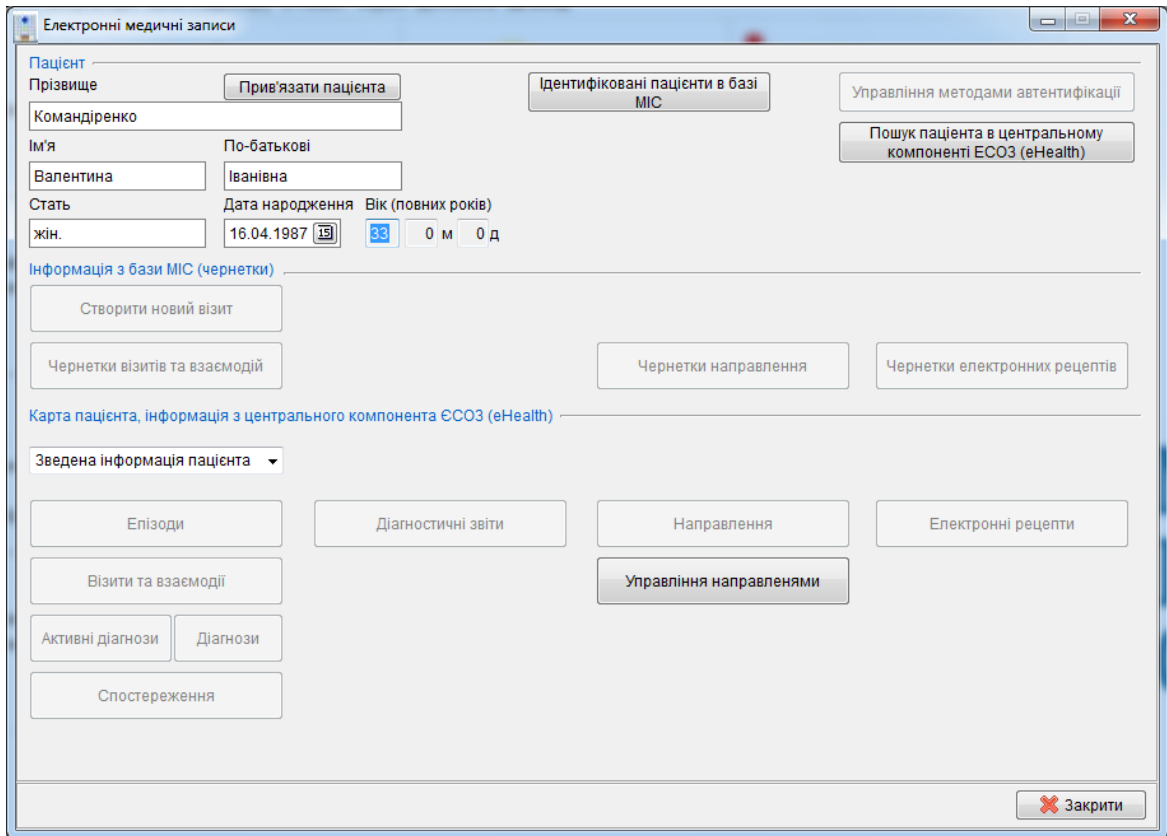 Електронні медичні записи
Пацієнт
Прізвище
Прив'язати пацієнта
Ідентифіковані пацієнти в базі
МІС
Управління методами автентифікації
Командіренко
Пошук паціента в центральному
компоненті ЕСОЗ (eHealth)
Ім'я
По-батькові
Валентина
Іванівна
Стать
Дата народження
Вік (повних років)
жін.
16.04.1987
15
33
0 м
0 д
Інформація з бази МІС (чернетки)
Створити новий візит
Чернетки візитів та взаємодій
Чернетки направлення
Чернетки електронних рецептів
Карта пацієнта, інформація з центрального компонента ЄСОЗ (eHealth)
Зведена інформація пацієнта
Епізоди
Діагностичні звіти
Направлення
Електронні рецепти
Візити та взаємодії
Управління направленями
Активні діагнози
Діагнози
Спостереження
Закрити